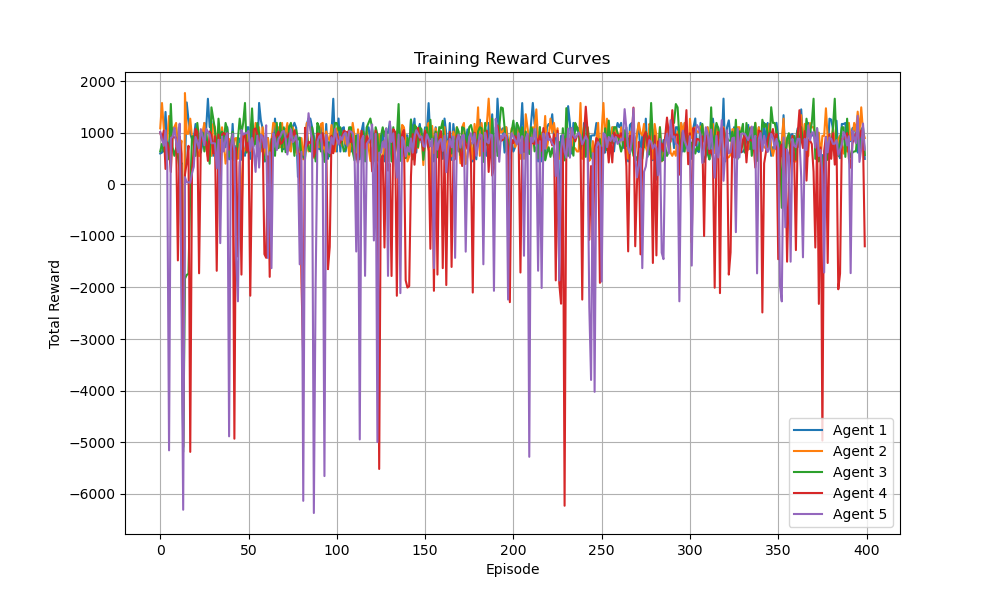 Training Reward Curves
Total Reward
2000
1000
0
−1000
−2000
−3000
−4000
−5000
−6000
0 50 100 150 200 250 300 350 400
Episode
Agent 1
Agent 2
Agent 3
Agent 4
Agent 5